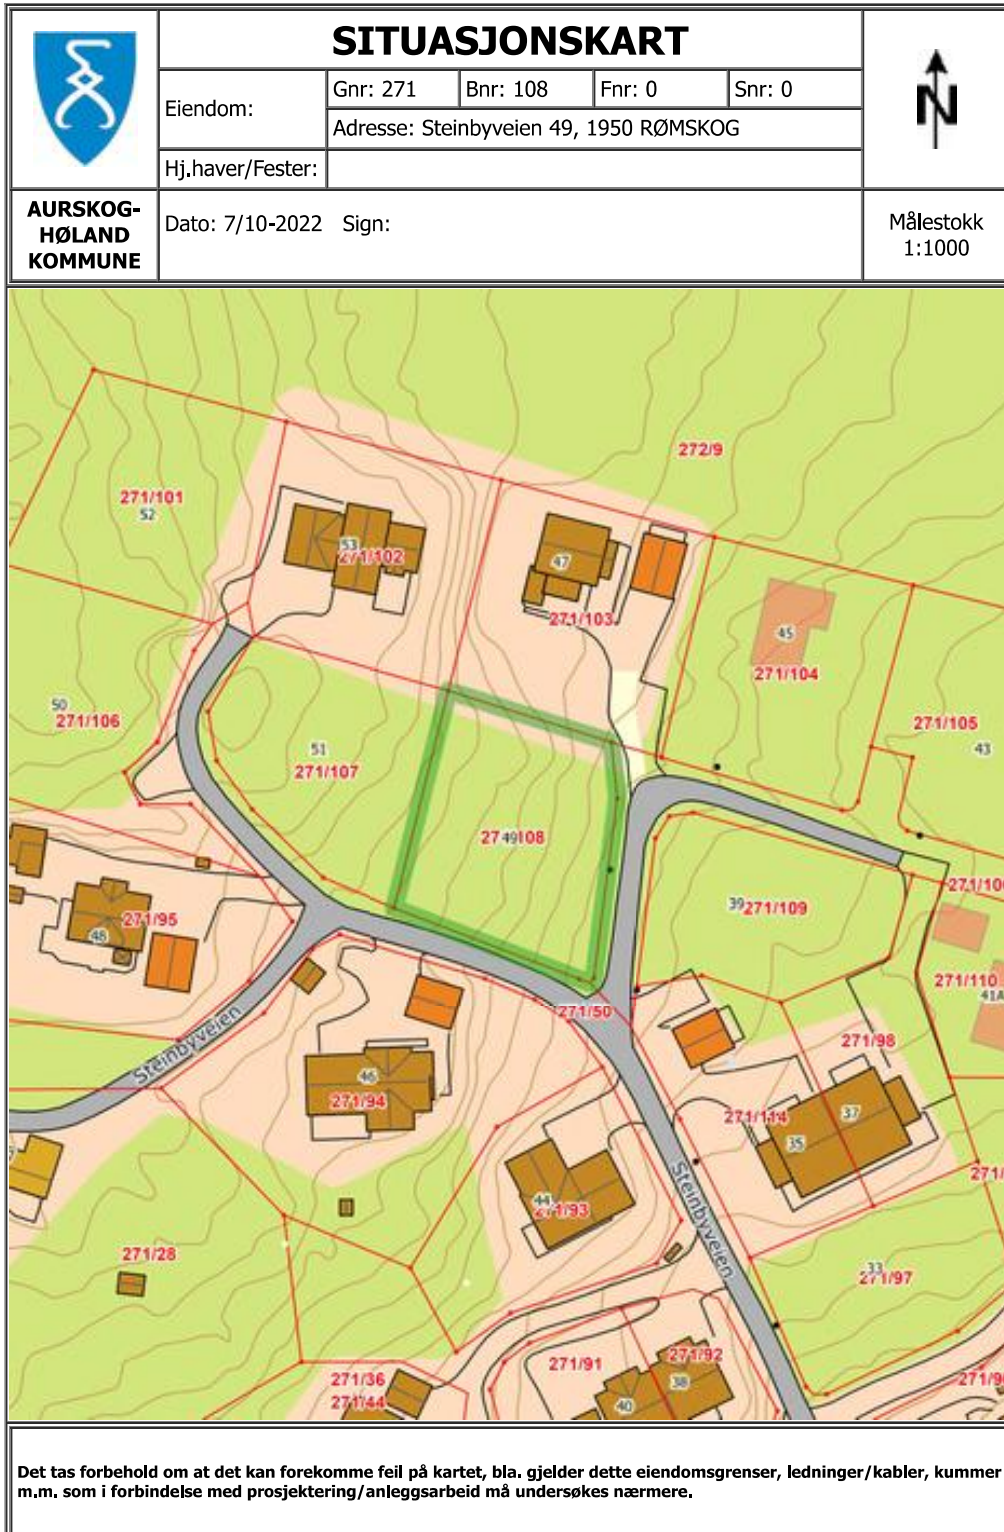 SITUASJONSKART
Eiendom:
Gnr: 271
Bnr: 108
Fnr: 0
Snr: 0
Adresse: Steinbyveien 49, 1950 RØMSKOG
Hj.haver/Fester:
N
AURSKOG-
HØLAND
KOMMUNE
Dato: 7/10-2022 Sign:
Målestokk
1:1000
272/9
271/101
52
53
271/102
47
271/103
45
271/104
50
271/106
51
271/107
271/105
43
49
39
271/109
271/95
48
271/110
41A
271/50
271/98
46
271/94
271/114
37
35
Steinbyveien
44
271/93
Steinbyveien
271/28
33
271/97
271/91
271/92
271/36
38
271/44
40
Det tas forbehold om at det kan forekomme feil på kartet, bla. gjelder dette eiendomsgrenser, ledninger/kabler, kummer
m.m. som i forbindelse med prosjektering/anleggsarbeid må undersøkes nærmere.